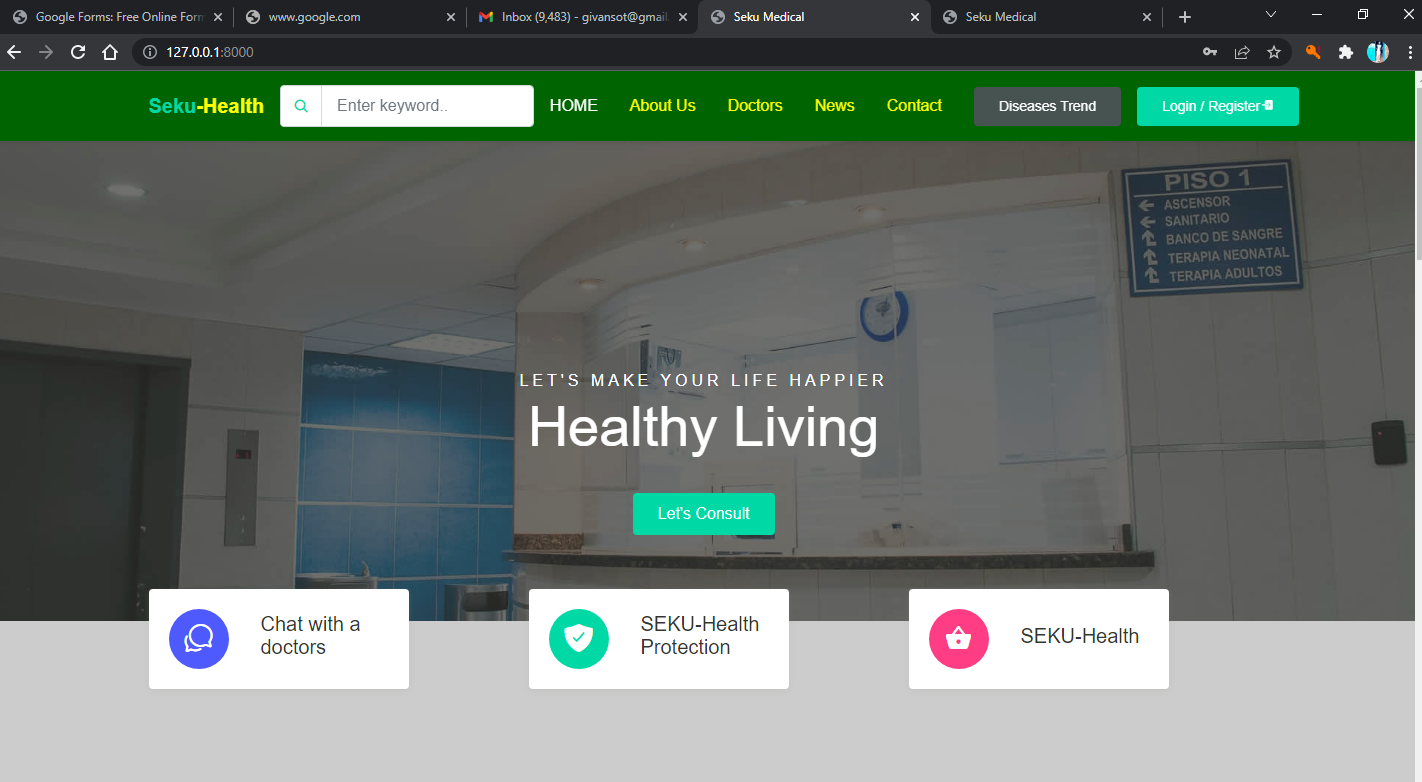 Google Forms: Free Online Form
www.google.com
Inbox (9,483) - givansot@gmail.
Seku Medical
Seku Medical
127.0.0.1:8000
Seku-Health
Enter keyword..
HOME
About Us
Doctors
News
Contact
Diseases Trend
Login / Register
PISO 1
ASCENSOR
SANITARIO
BANCO DE SANGRE
TERAPIA NEONATAL
TERAPIA ADULTOS
LET'S MAKE YOUR LIFE HAPPIER
Healthy Living
Let's Consult
Chat with a
doctors
SEKU-Health
Protection
SEKU-Health